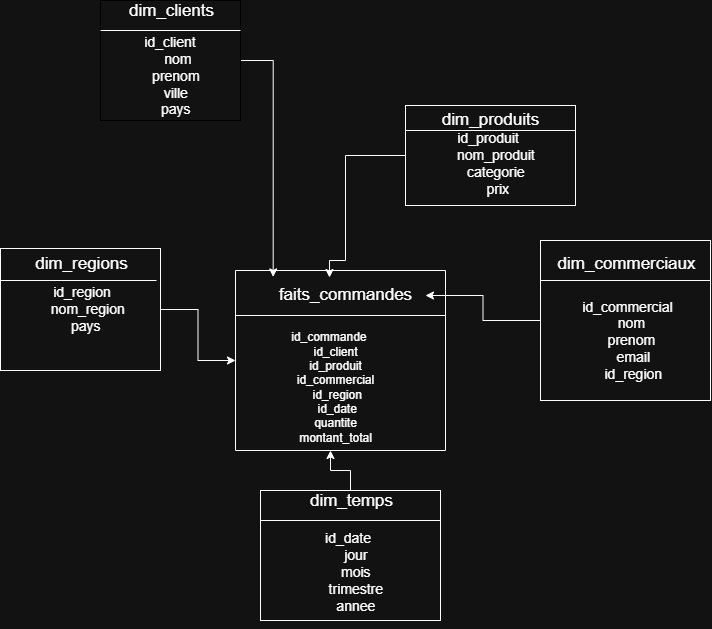 dim_clients
id_client
nom
prenom
ville
pays
dim_produits
id_produit
nom_produit
categorie
prix
dim_regions
id_region
nom_region
pays
faits_commandes
id_commande
id_client
id_produit
id_commercial
id_region
id_date
quantite
montant_total
dim_commerciaux
id_commercial
nom
prenom
email
id_region
dim_temps
id_date
jour
mois
trimestre
annee